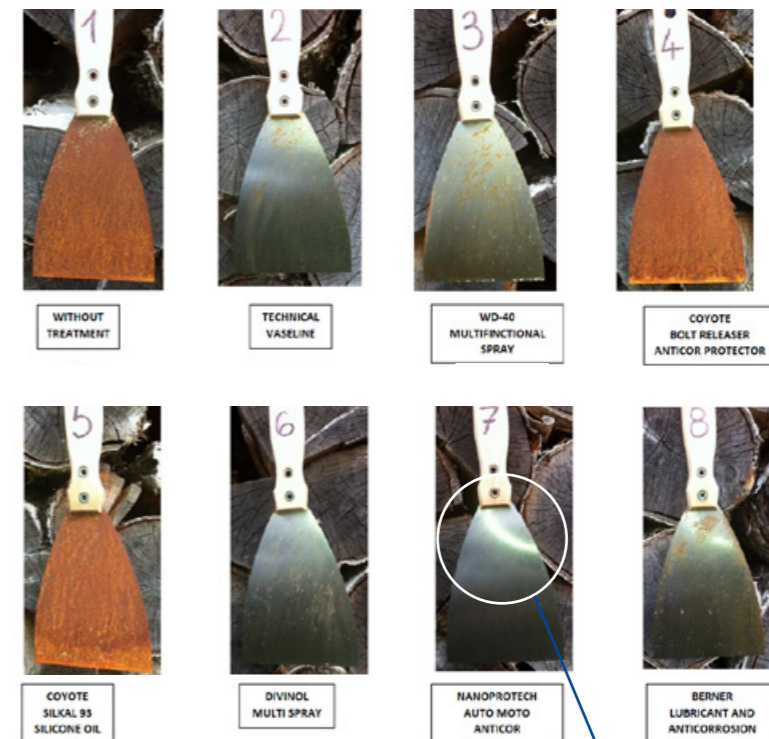 1
2
3
4
WITHOUT
TREATMENT
TECHNICAL
VASELINE
WD-40
MULTIFINCTIONAL
SPRAY
COYOTE
BOLT RELEASER
ANTICOR PROTECTOR
5
6
7
8
COYOTE
SILKAL 93
SILICONE OIL
DIVINOL
MULTI SPRAY
NANOPROTECH
AUTO MOTO
ANTICOR
BERNER
LUBRICANT AND
ANTICORROSION